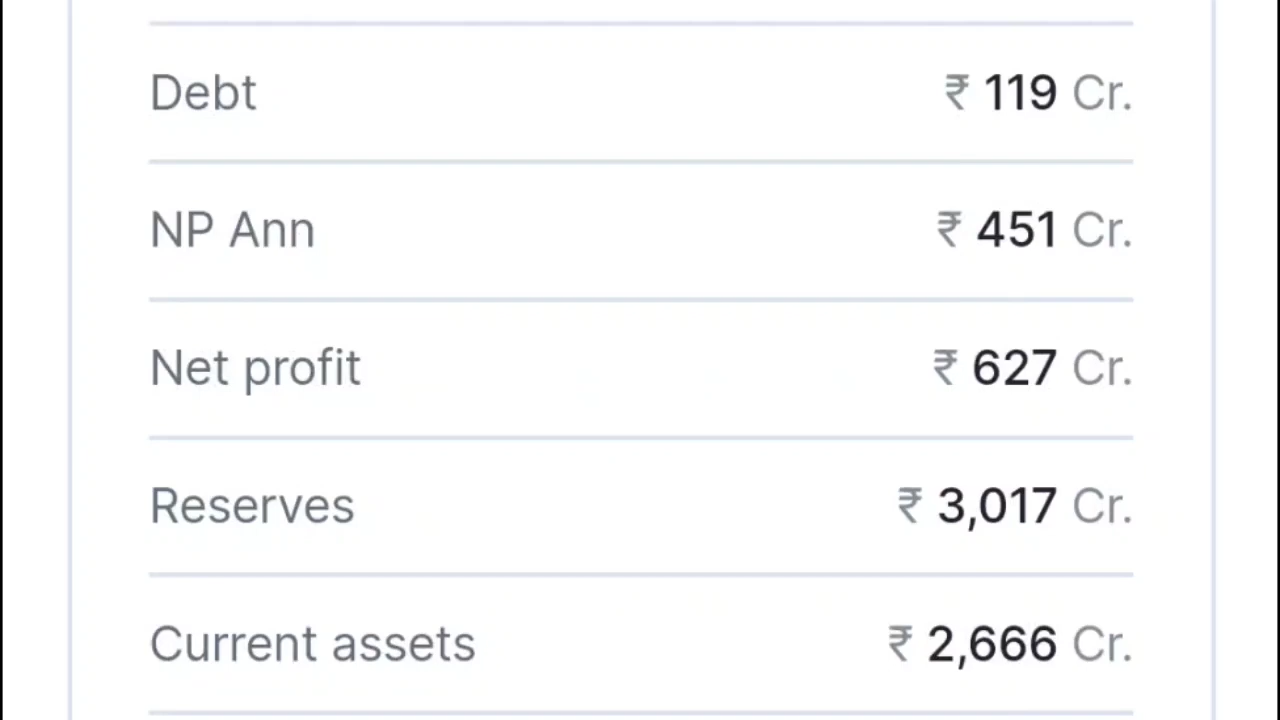 Debt ₹ 119 Cr.
NP Ann ₹ 451 Cr.
Net profit ₹ 627 Cr.
Reserves ₹ 3,017 Cr.
Current assets ₹ 2,666 Cr.